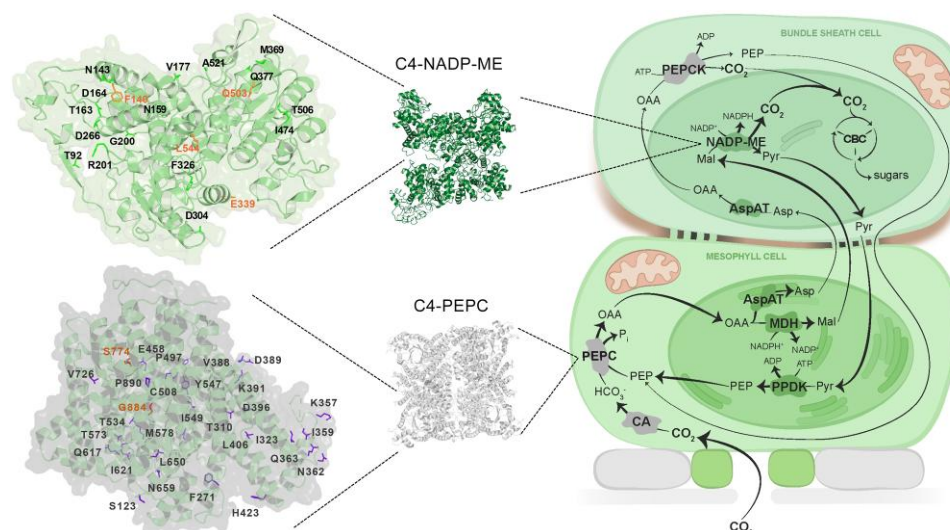 C4-NADP-ME
M369
V177
A521
N143
Q377
D164
F140
Q503
T163
N159
T506
D266
G200
I474
T92
L544
R201
F326
E339
D304
C4-PEPC
S774
E458
P497
V388
D389
V726
P890
Y547
K391
C508
G884
I549
D396
K357
T534
T310
T573
M578
I323
I359
L406
Q617
Q363
I621
L650
N362
N659
F271
S123
H423
BUNDLE SHEATH CELL
ADP
PEP
PEPCK
CO2
ATP
OAA
CO2
CO2
NADPH
NADP+
NADP-ME
CBC
Mal
Pyr
sugars
OAA
AspAT
Asp
Pyr
MESOPHYLL CELL
AspAT
Asp
OAA
OAA
MDH
Mal
Pi
NADPH+
NADP+
PEPC
ADP
ATP
PEP
PEP
PPDK
Pyr
HCO3-
CA
CO2
CO